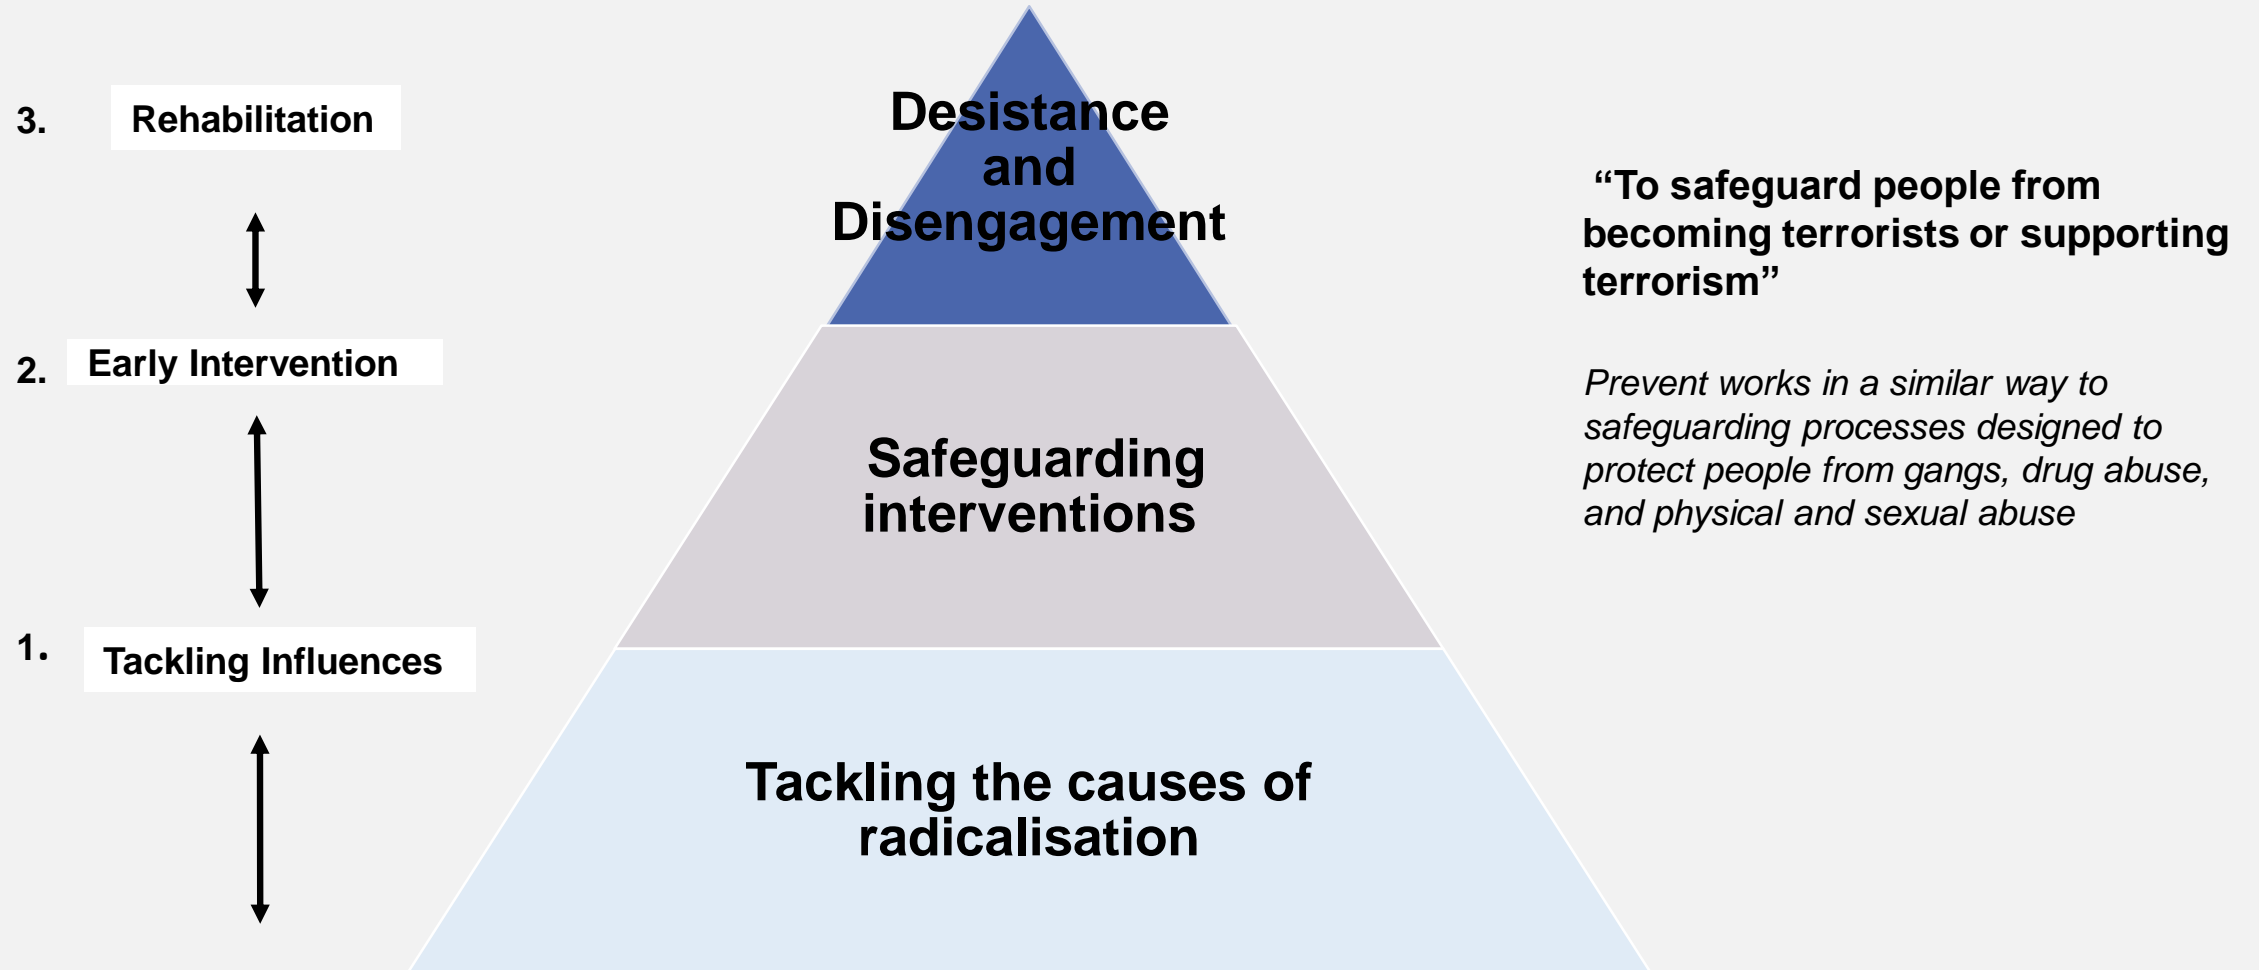 3. Rehabilitation
2. Early Intervention
1. Tackling Influences
Desistance
and
Disengagement
Safeguarding
interventions
Tackling the causes of
radicalisation
“To safeguard people from
becoming terrorists or supporting
terrorism”
Prevent works in a similar way to
safeguarding processes designed to
protect people from gangs, drug abuse,
and physical and sexual abuse